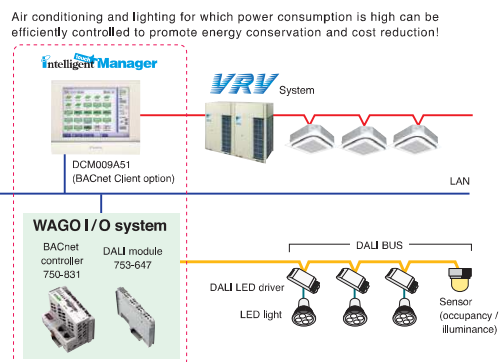 Air conditioning and lighting for which power consumption is high can be
efficiently controlled to promote energy conservation and cost reduction!
intelligent touch Manager
VRV System
DCM009A51
(BACnet Client option)
LAN
WAGO I/O system
BACnet
controller
750-831
DALI module
753-647
DALI BUS
DALI LED driver
LED light
Sensor
(occupancy /
illuminance)